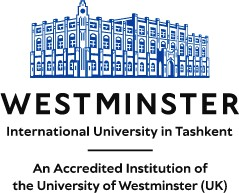 WESTMINSTER
International University in Tashkent
An Accredited Institution of
the University of Westminster (UK)